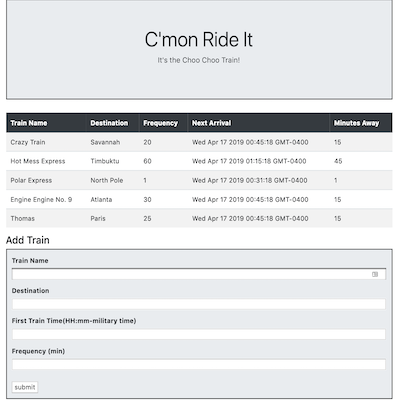 C'mon Ride It
It's the Choo Choo Train!
Train Name Destination Frequency Next Arrival Minutes Away
Crazy Train Savannah 20 Wed Apr 17 2019 00:45:18 GMT-0400 15
Hot Mess Express Timbuktu 60 Wed Apr 17 2019 01:15:18 GMT-0400 45
Polar Express North Pole 1 Wed Apr 17 2019 00:31:18 GMT-0400 1
Engine Engine No. 9 Atlanta 30 Wed Apr 17 2019 00:45:18 GMT-0400 15
Thomas Paris 25 Wed Apr 17 2019 00:45:18 GMT-0400 15
Add Train
Train Name
Destination
First Train Time(HH:mm-military time)
Frequency (min)
submit